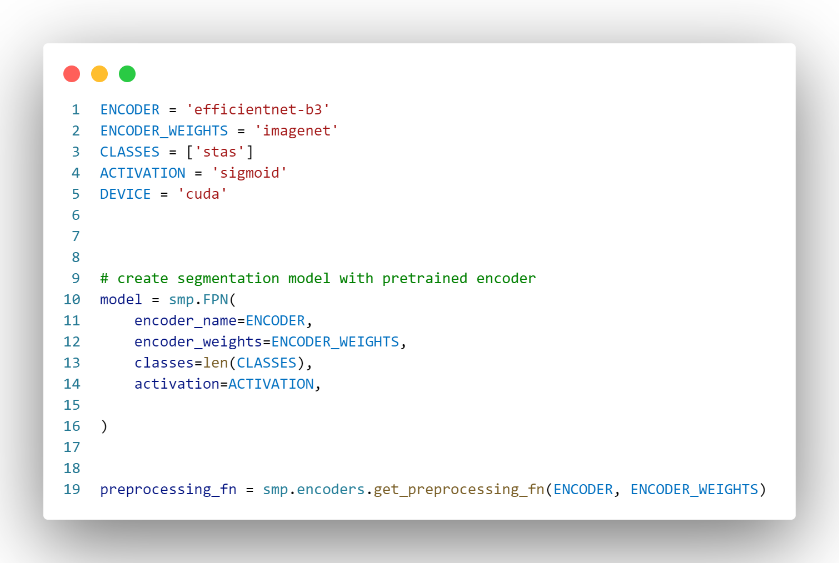 1 ENCODER = 'efficientnet-b3'
2 ENCODER_WEIGHTS = 'imagenet'
3 CLASSES = ['stas']
4 ACTIVATION = 'sigmoid'
5 DEVICE = 'cuda'
6
7
8
9 # create segmentation model with pretrained encoder
10 model = smp.FPN(
11     encoder_name=ENCODER,
12     encoder_weights=ENCODER_WEIGHTS,
13     classes=len(CLASSES),
14     activation=ACTIVATION,
15
16 )
17
18
19 preprocessing_fn = smp.encoders.get_preprocessing_fn(ENCODER, ENCODER_WEIGHTS)